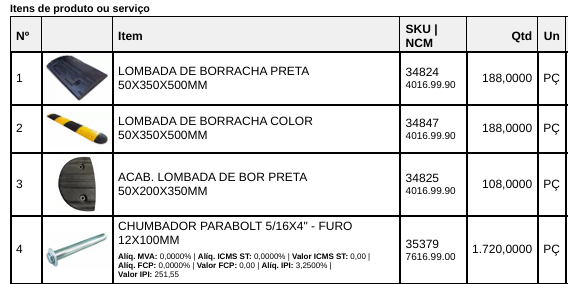 Itens de produto ou serviço
Nº Item SKU | NCM Qtd Un
1 LOMBADA DE BORRACHA PRETA 34824 188,0000 PÇ
50X350X500MM 4016.99.90
2 LOMBADA DE BORRACHA COLOR 34847 188,0000 PÇ
50X350X500MM 4016.99.90
3 ACAB. LOMBADA DE BOR PRETA 34825 108,0000 PÇ
50X200X350MM 4016.99.90
4 CHUMBADOR PARABOLT 5/16X4" - FURO 35379 1.720,0000 PÇ
12X100MM 7616.99.00
Alíq. MVA: 0,0000% | Alíq. ICMS ST: 0,0000% | Valor ICMS ST: 0,00 |
Alíq. FCP: 0,0000% | Valor FCP: 0,00 | Alíq. IPI: 3,2500% |
Valor IPI: 251,55